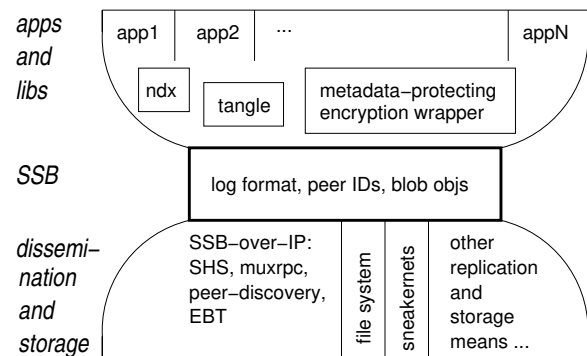 apps
and
libs
app1
app2
...
appN
ndx
tangle
metadata−protecting
encryption wrapper
SSB
log format, peer IDs, blob objs
dissemi-
nation
and
storage
SSB−over−IP:
SHS, muxrpc,
peer−discovery,
EBT
file system
sneakernets
other
replication
and
storage
means ...